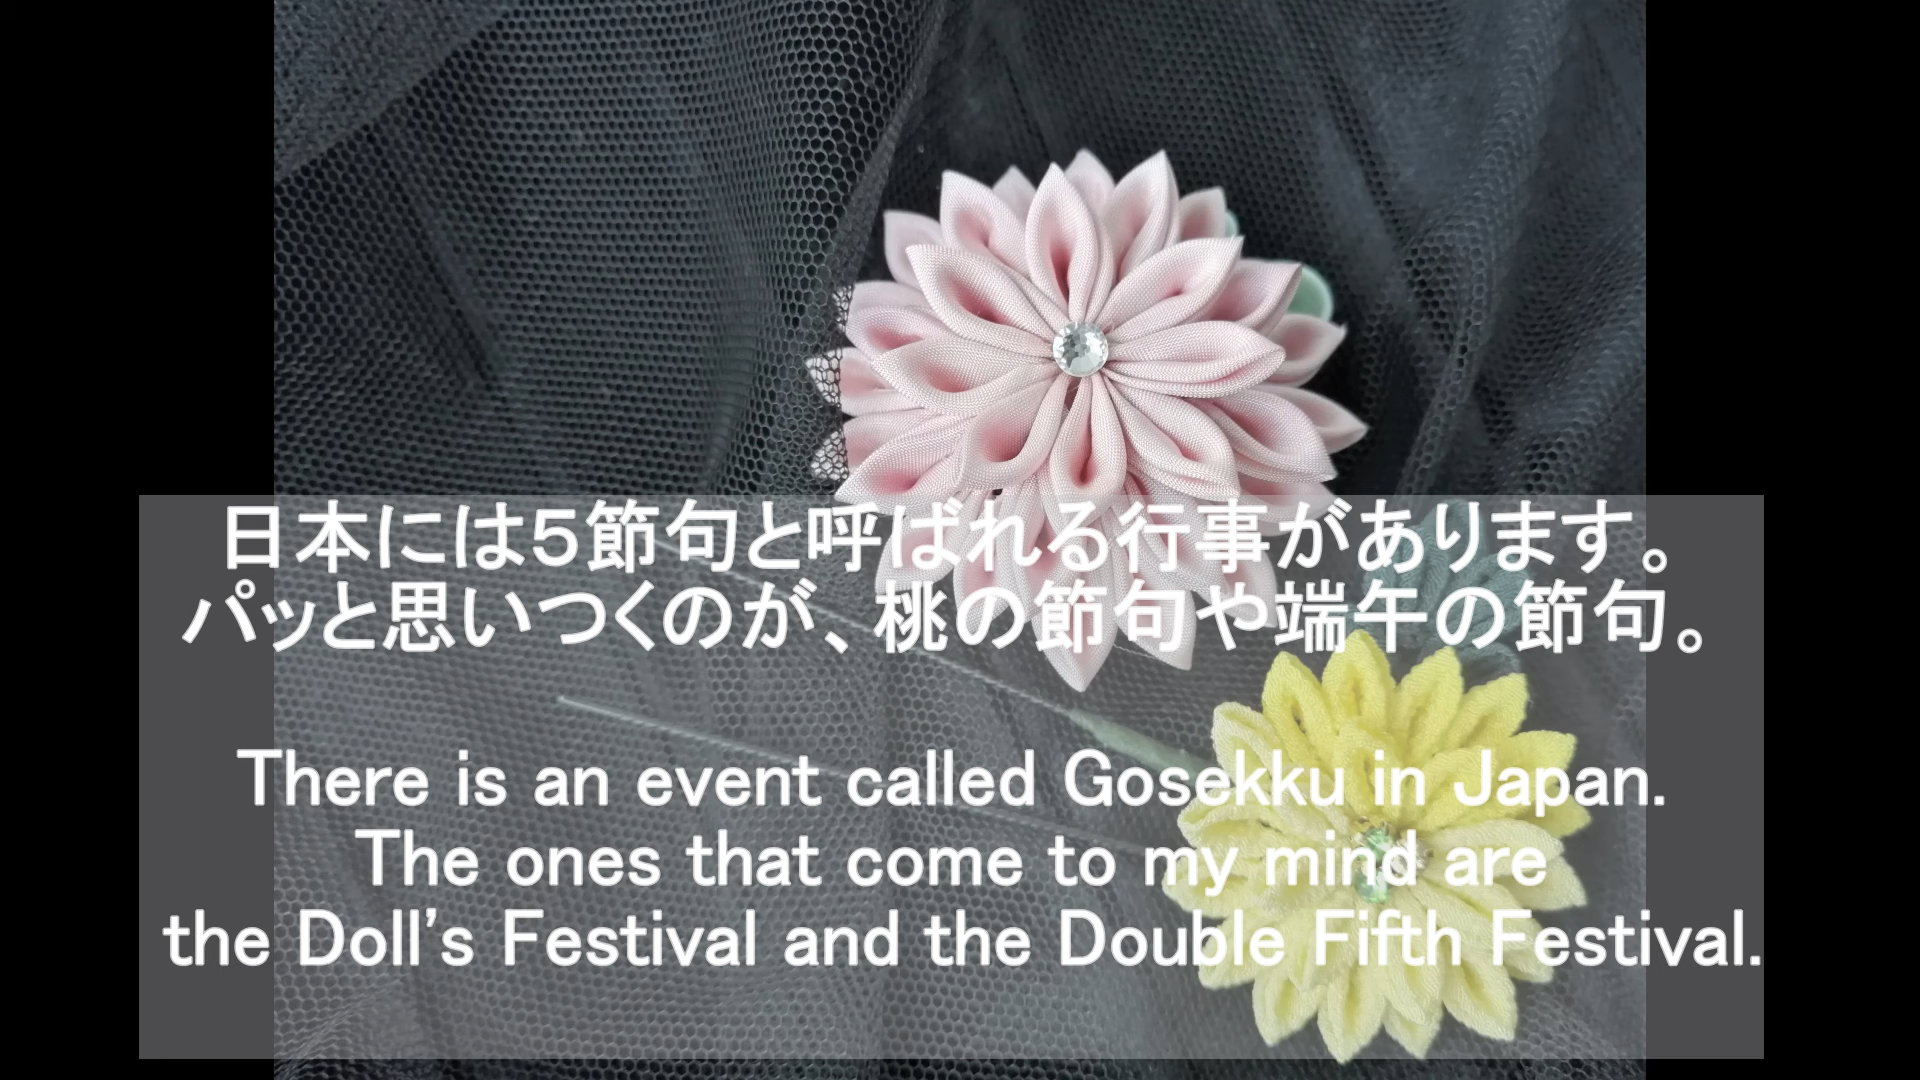 日本には５節句と呼ばれる行事があります。
パッと思いつくのが、桃の節句や端午の節句。
There is an event called Gosekku in Japan.
The ones that come to my mind are
the Doll's Festival and the Double Fifth Festival.